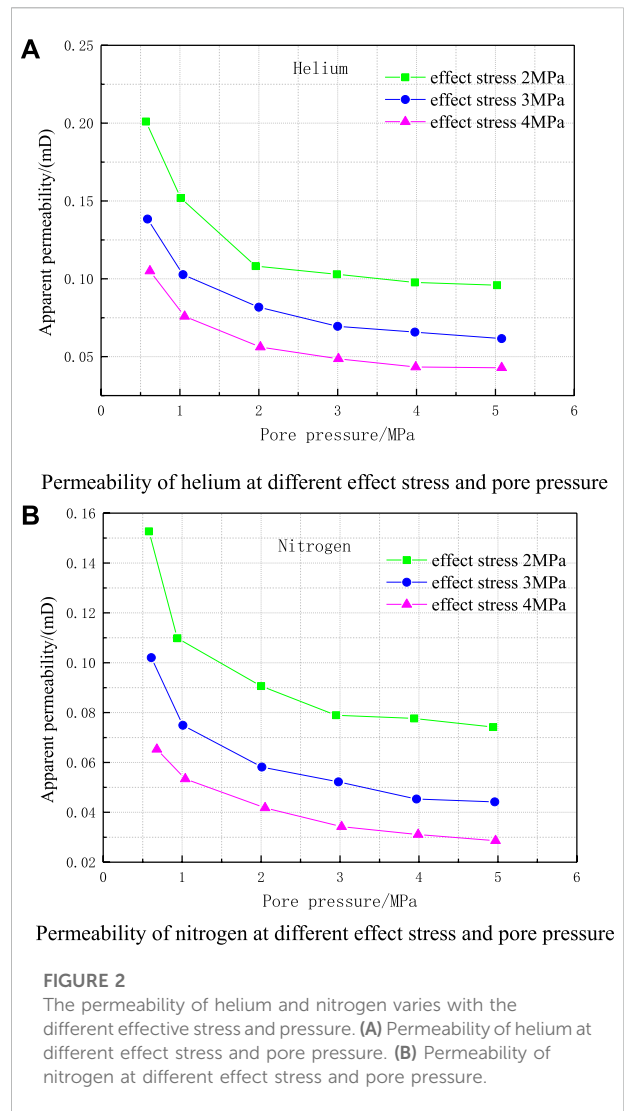 A
Helium
effect stress 2MPa
effect stress 3MPa
effect stress 4MPa
0.25
0.20
0.15
0.10
0.05
Apparent permeability/(mD)
0 1 2 3 4 5 6
Pore pressure/MPa
Permeability of helium at different effect stress and pore pressure
B
Nitrogen
effect stress 2MPa
effect stress 3MPa
effect stress 4MPa
0.16
0.14
0.12
0.10
0.08
0.06
0.04
0.02
Apparent permeability/(mD)
0 1 2 3 4 5 6
Pore pressure/MPa
Permeability of nitrogen at different effect stress and pore pressure
FIGURE 2
The permeability of helium and nitrogen varies with the
different effective stress and pressure. (A) Permeability of helium at
different effect stress and pore pressure. (B) Permeability of
nitrogen at different effect stress and pore pressure.